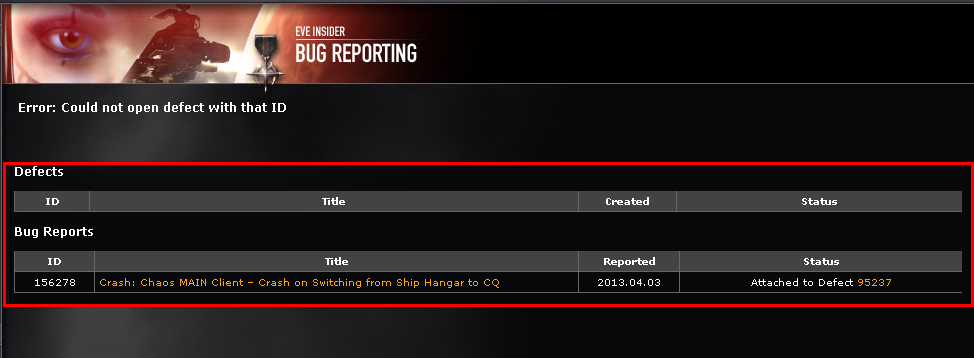 EVE INSIDER
BUG REPORTING
Error: Could not open defect with that ID
Defects
ID Title Created Status
Bug Reports
ID Title Reported Status
156278 Crash: Chaos MAIN Client - Crash on Switching from Ship Hangar to CQ 2013.04.03 Attached to Defect 95237